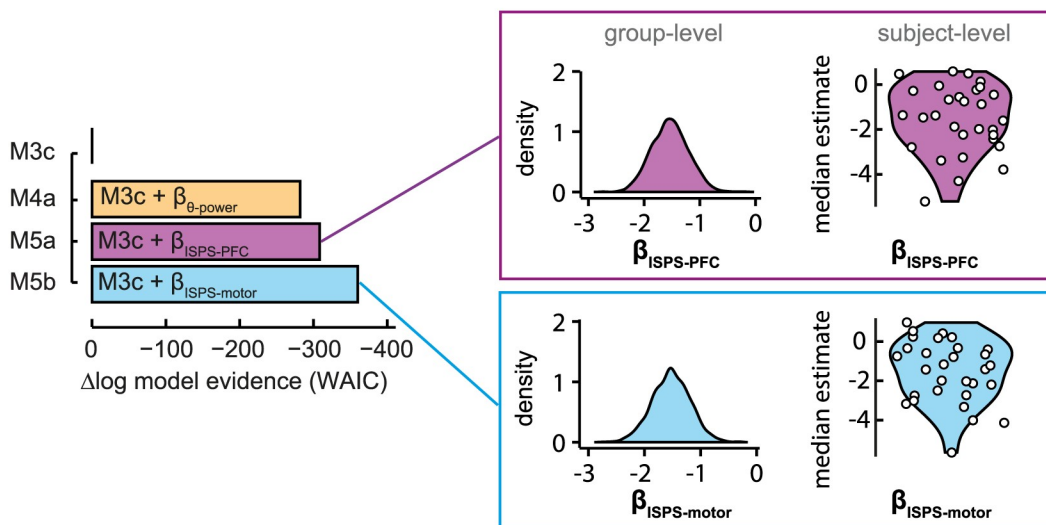 M3c
M4a
M5a
M5b
M3c + βθ-power
M3c + βISPS-PFC
M3c + βISPS-motor
0 −100 −200 −300 −400
Δlog model evidence (WAIC)
group-level
subject-level
density
2
1
0
-3 -2 -1 0
βISPS-PFC
median estimate
0
-2
-4
βISPS-PFC
density
2
1
0
-3 -2 -1 0
βISPS-motor
median estimate
0
-2
-4
βISPS-motor